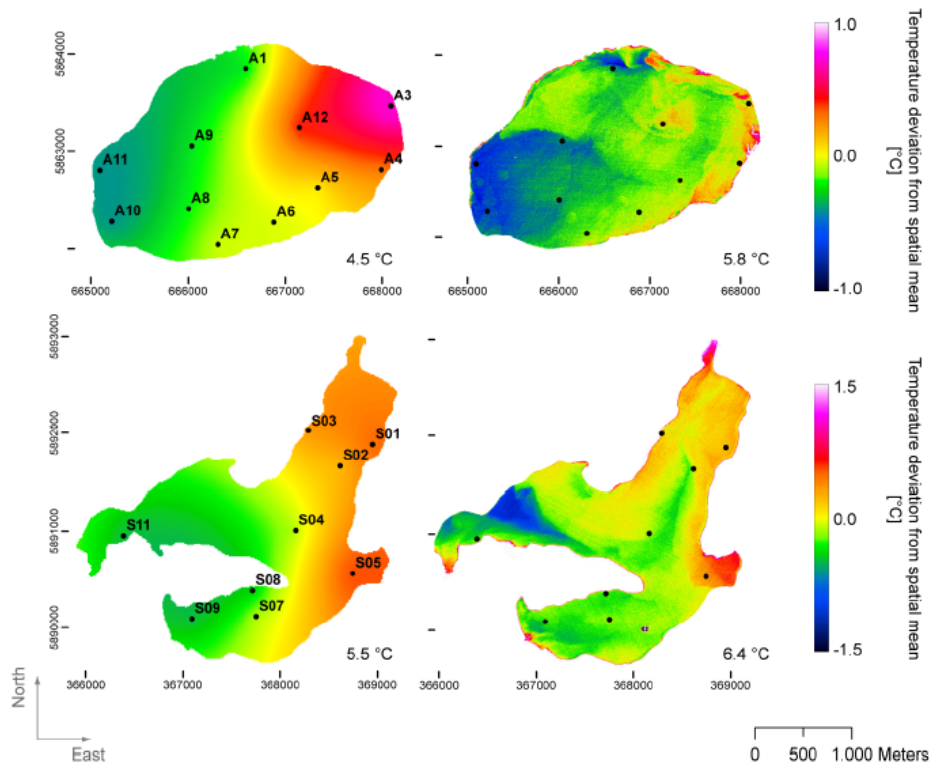 A1
A3
A12
A9
A11
A4
A5
A8
A10
A6
A7
4.5 °C
5.8 °C
5864000
5863000
665000 666000 667000 668000
665000 666000 667000 668000
1.0
0.0
-1.0
Temperature deviation from spatial mean
[°C]
S03
S01
S02
S04
S11
S05
S08
S09 S07
5.5 °C
6.4 °C
5893000
5892000
5891000
5890000
366000 367000 368000 369000
366000 367000 368000 369000
1.5
0.0
-1.5
Temperature deviation from spatial mean
[°C]
North
East
0 500 1.000 Meters